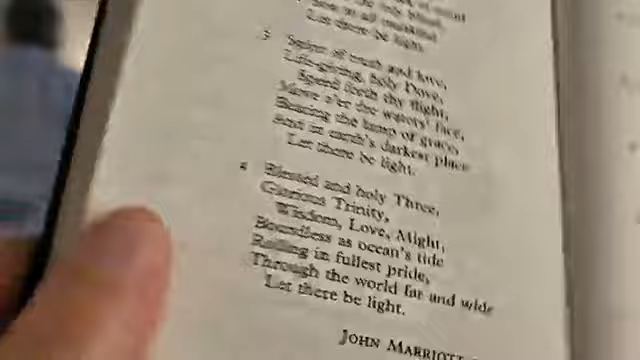 Let there be light.
3 Spirit of truth and love,
Life-giving, holy Dove,
Speed forth thy flight,
Move o'er the waters' face,
Bearing the lamp of grace,
And in earth's darkest place
Let there be light.
4 Blessed and holy Three,
Glorious Trinity,
Wisdom, Love, Might,
Boundless as ocean's tide
Rolling in fullest pride,
Through the world far and wide
Let there be light.
JOHN MARRIOTT